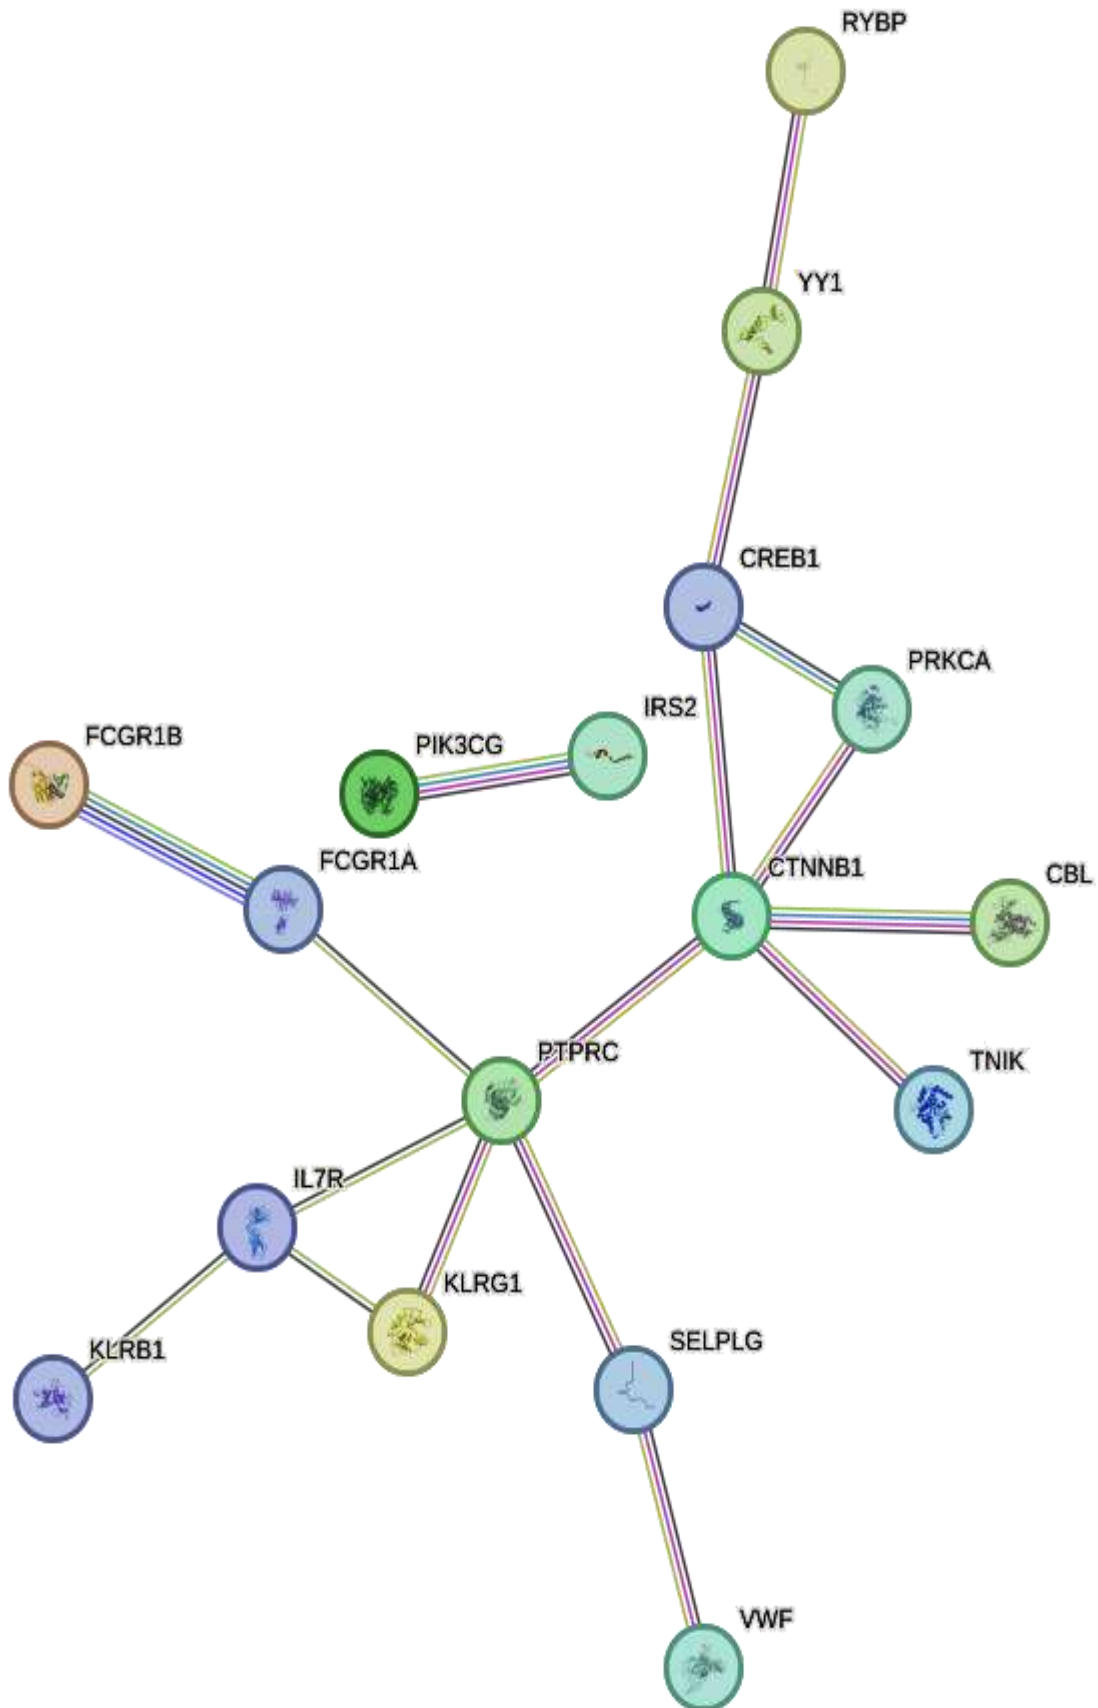 RYBP
YY1
CREB1
PRKCA
IRS2
FCGR1B
PIK3CG
FCGR1A
CTNNB1
CBL
PTPRC
TNIK
IL7R
KLRG1
KLRB1
SELPLG
VWF